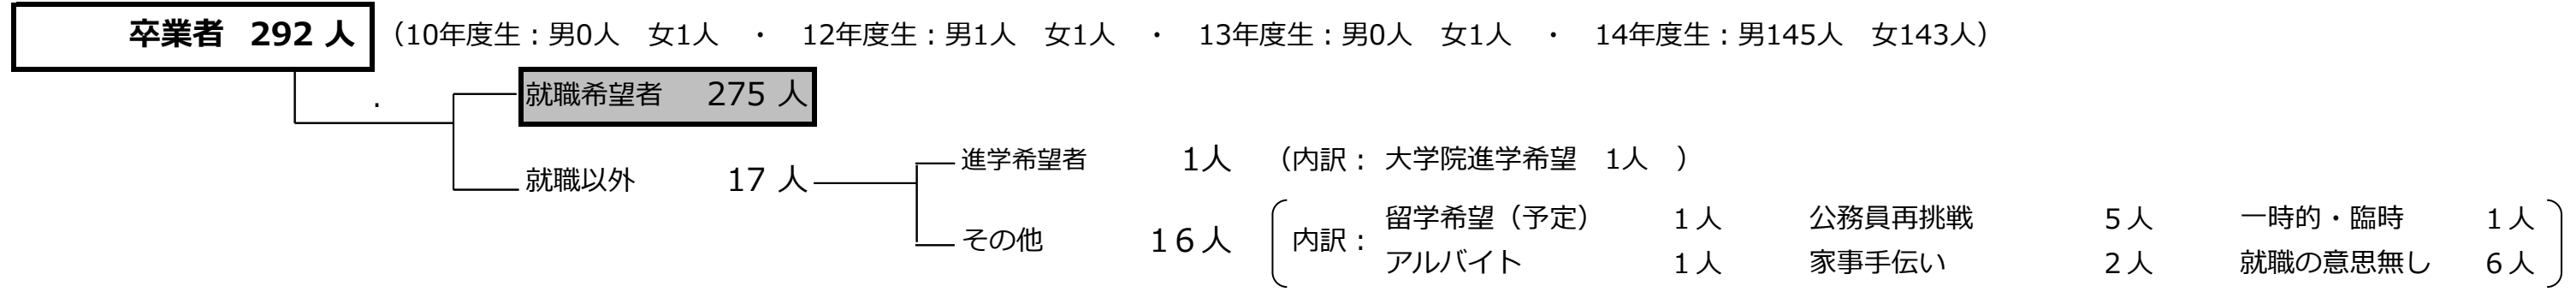 卒業者 292 人 （10年度生：男0人 女1人 ・ 12年度生：男1人 女1人 ・ 13年度生：男0人 女1人 ・ 14年度生：男145人 女143人）
就職希望者 275 人
就職以外 17 人
進学希望者 1人 （内訳： 大学院進学希望 1人 ）
その他 １６人 内訳：
留学希望（予定） １人 公務員再挑戦 ５人 一時的・臨時 １人
アルバイト １人 家事手伝い ２人 就職の意思無し ６人